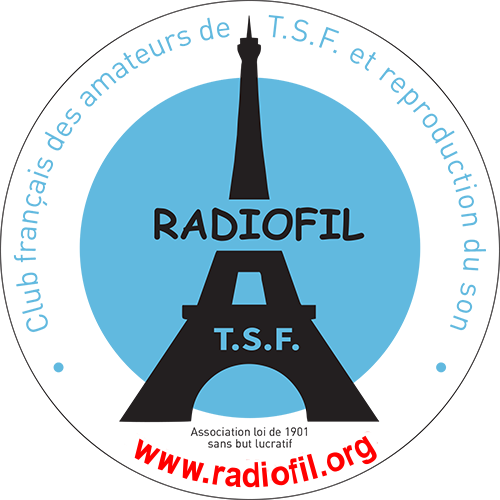 Club français des amateurs de T.S.F. et reproduction du son
RADIOFIL
T.S.F.
Association loi de 1901
sans but lucratif
www.radiofil.org